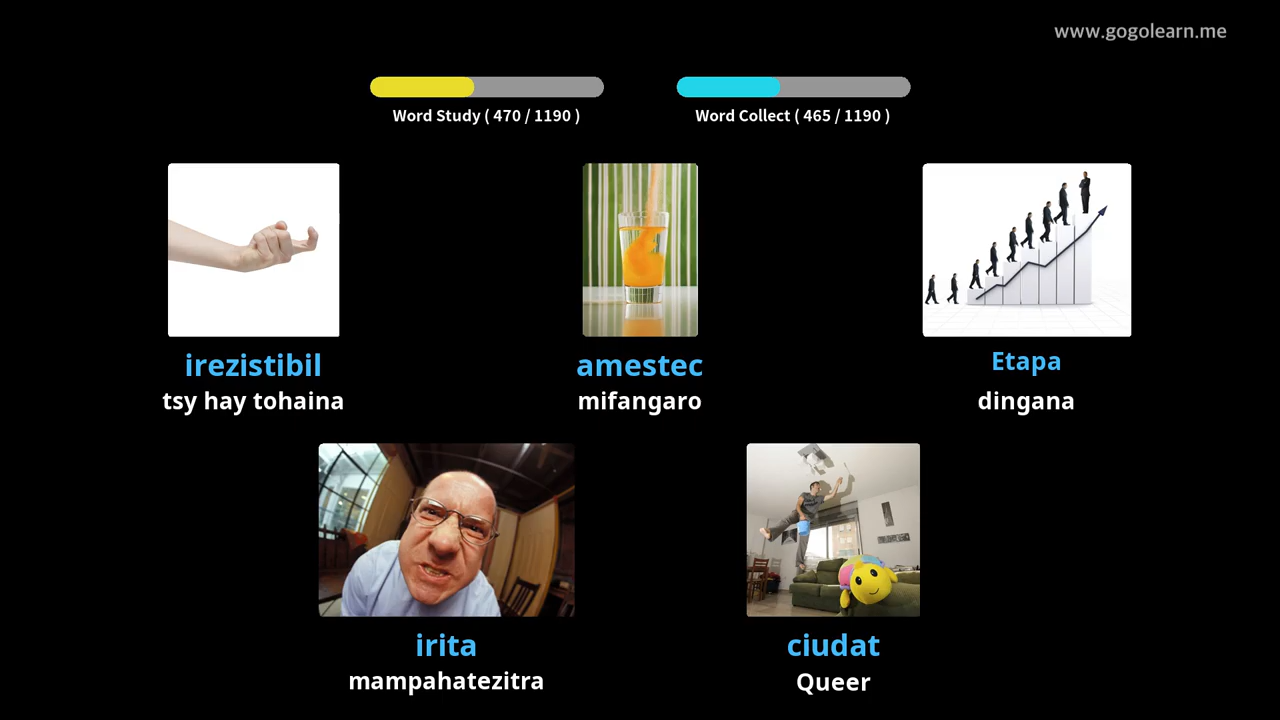 www.gogolearn.me
Word Study ( 470 / 1190 )
Word Collect ( 465 / 1190 )
irezistibil
tsy hay tohaina
amestec
mifangaro
Etapa
dingana
irita
mampahatezitra
ciudat
Queer